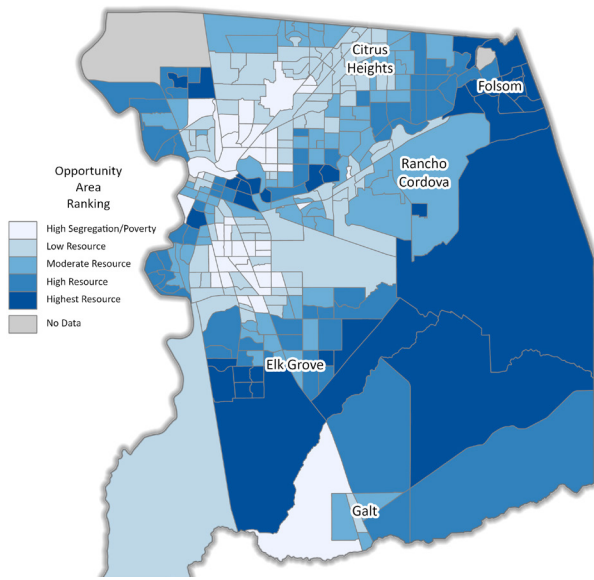 Citrus
Heights
Folsom
Rancho
Cordova
Opportunity
Area
Ranking
High Segregation/Poverty
Low Resource
Moderate Resource
High Resource
Highest Resource
No Data
Elk Grove
Galt